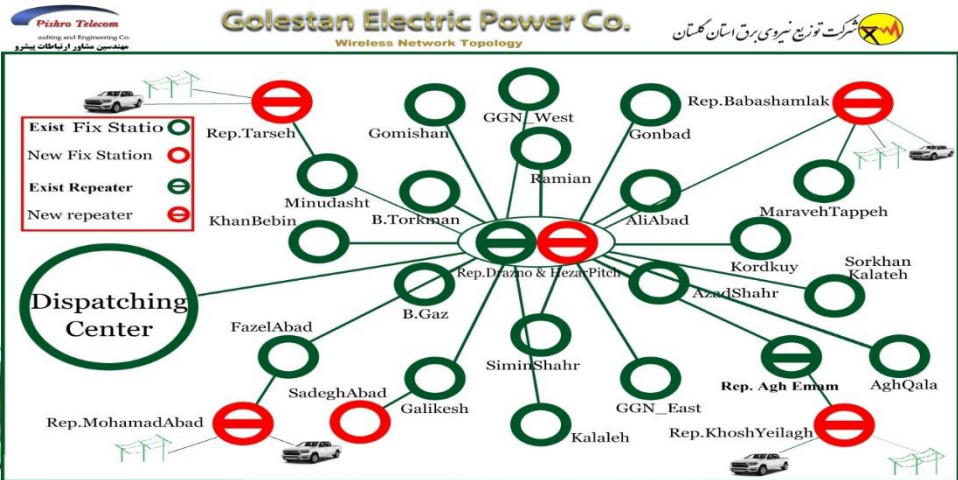 Pishro Telecom
sulting and Engineering Co.
مهندسین مشاور ارتباطات پیشرو
Golestan Electric Power Co.
Wireless Network Topology
شرکت توزیع نیروی برق استان گلستان
Exist Fix Statio
New Fix Station
Exist Repeater
New repeater
Rep.Tarseh
Gomishan
GGN_West
Gonbad
Rep.Babashamlak
Ramian
Minudasht
B.Torkman
AliAbad
MaravehTappeh
KhanBebin
Rep.Drazno & HezarPitch
Kordkuy
Sorkhan
Kalateh
Dispatching
Center
B.Gaz
AzadShahr
FazelAbad
SiminShahr
Rep. Agh Emam
AghQala
SadeghAbad
Galikesh
GGN_East
Rep.MohamadAbad
Kalaleh
Rep.KhoshYeilagh